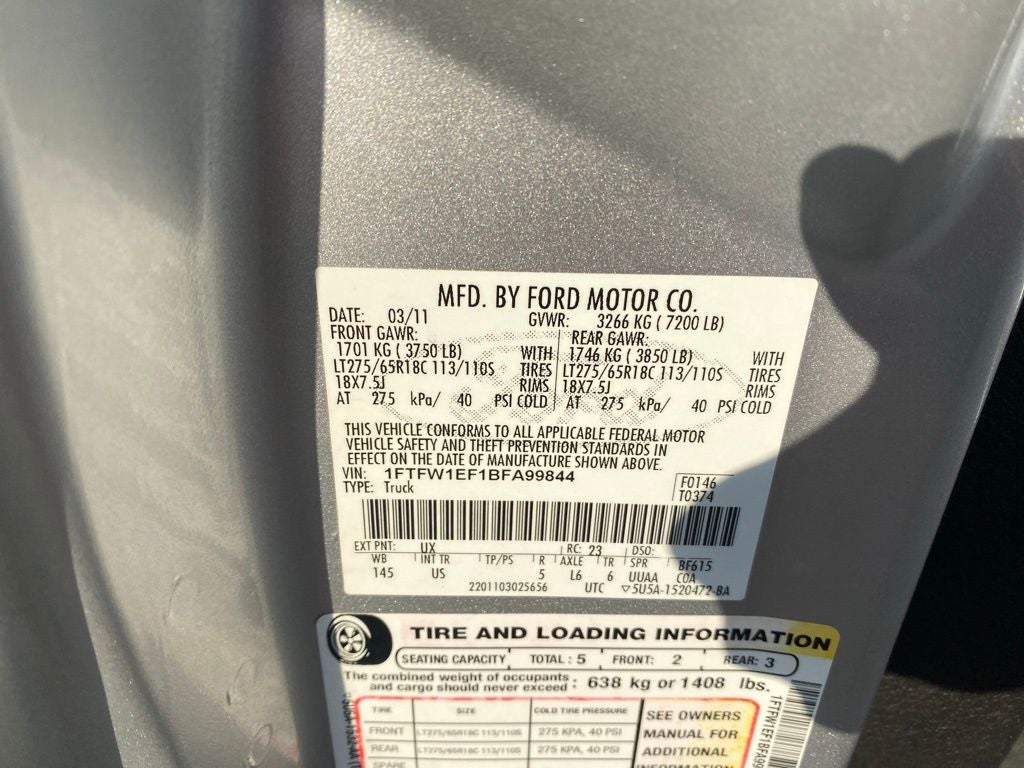 MFD. BY FORD MOTOR CO.
DATE: 03/11 GVWR: 3266 KG ( 7200 LB)
FRONT GAWR: REAR GAWR:
1701 KG ( 3750 LB) WITH 1746 KG ( 3850 LB) WITH
LT275/65R18C 113/110S TIRES LT275/65R18C 113/110S TIRES
18X7.5J RIMS 18X7.5J RIMS
AT 275 kPa/ 40 PSI COLD AT 275 kPa/ 40 PSI COLD
THIS VEHICLE CONFORMS TO ALL APPLICABLE FEDERAL MOTOR
VEHICLE SAFETY AND THEFT PREVENTION STANDARDS IN
EFFECT ON THE DATE OF MANUFACTURE SHOWN ABOVE.
VIN: 1FTFW1EF1BFA99844 F0146
TYPE: Truck T0374
EXT PNT: UX RC: 23 DSO:
WB INT TR TP/PS R AXLE TR SPR BF615
145 US 5 L6 6 UUAA C0A
2201103025656 UTC ▽5U5A-1520472-BA
TIRE AND LOADING INFORMATION
SEATING CAPACITY TOTAL: 5 FRONT: 2 REAR: 3
The combined weight of occupants
and cargo should never exceed : 638 kg or 1408 lbs.
TIRE SIZE COLD TIRE PRESSURE
FRONT LT275/65R18C 113/110S 275 KPA, 40 PSI
REAR LT275/65R18C 113/110S 275 KPA, 40 PSI
SPARE
SEE OWNERS
MANUAL FOR
ADDITIONAL
INFORMATION
1FTFW1EF1BFA99